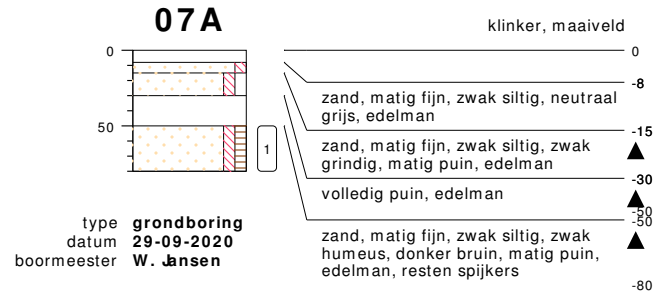 07A
klinker, maaiveld
0
0
-8
zand, matig fijn, zwak siltig, neutraal
grijs, edelman
-15
zand, matig fijn, zwak siltig, zwak
grindig, matig puin, edelman
50
1
-30
volledig puin, edelman
-50
-50
zand, matig fijn, zwak siltig, zwak
humeus, donker bruin, matig puin,
edelman, resten spijkers
-80
type grondboring
datum 29-09-2020
boormeester W. Jansen